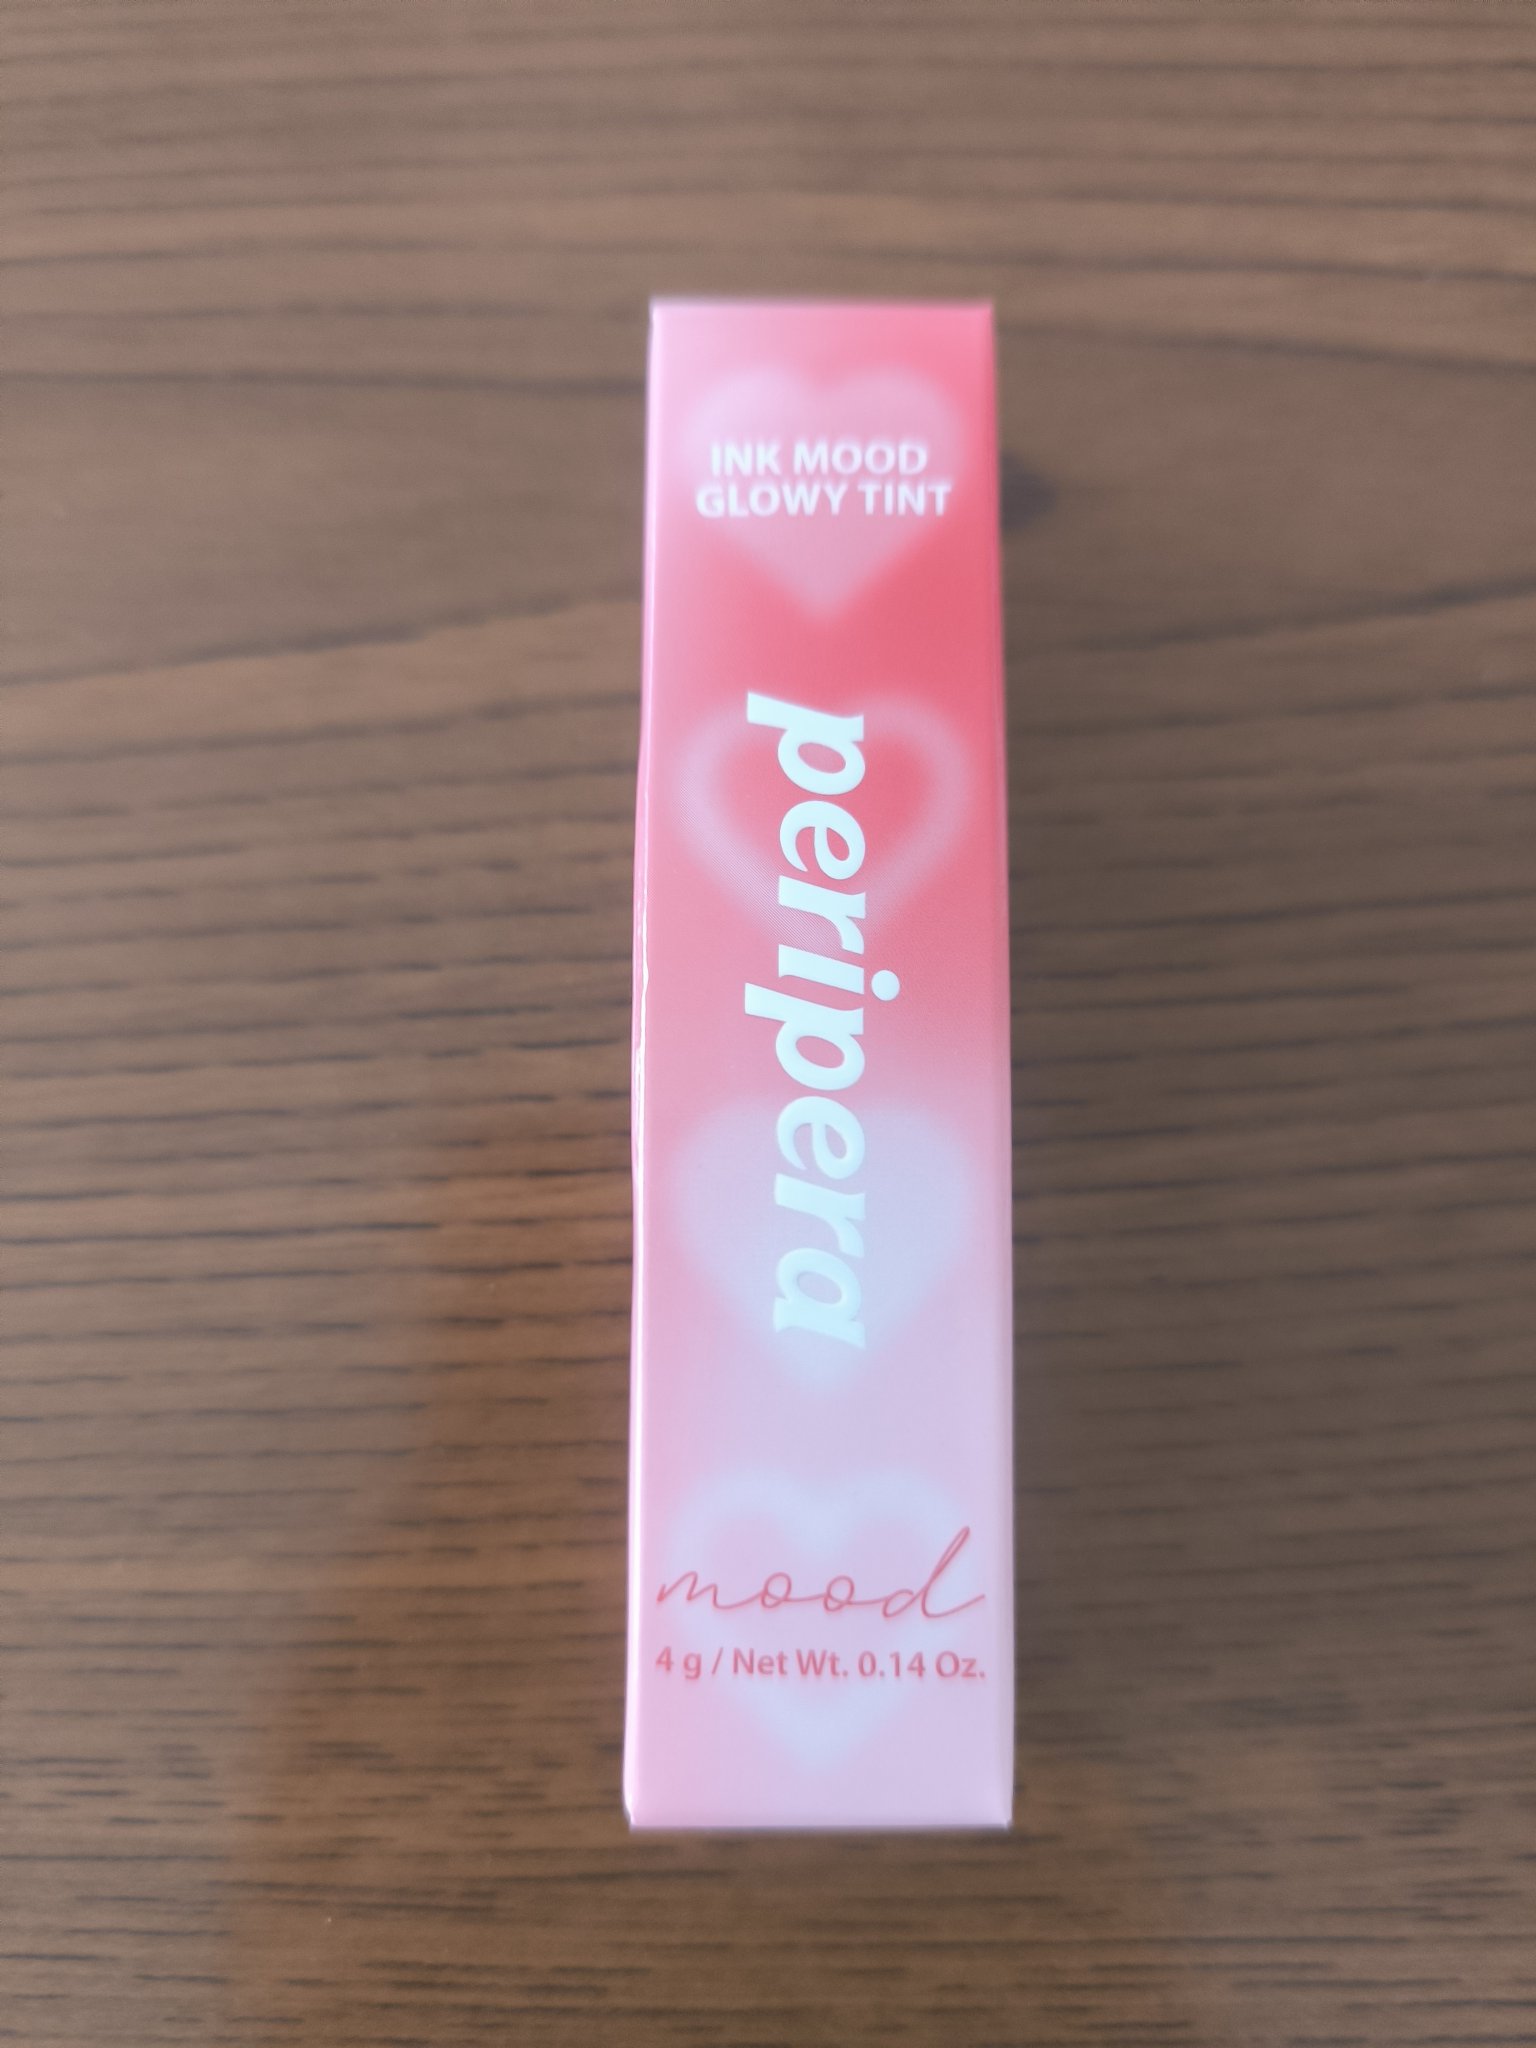 INK MOOD
GLOWY TINT
peripera
mood
4 g / Net Wt. 0.14 Oz.